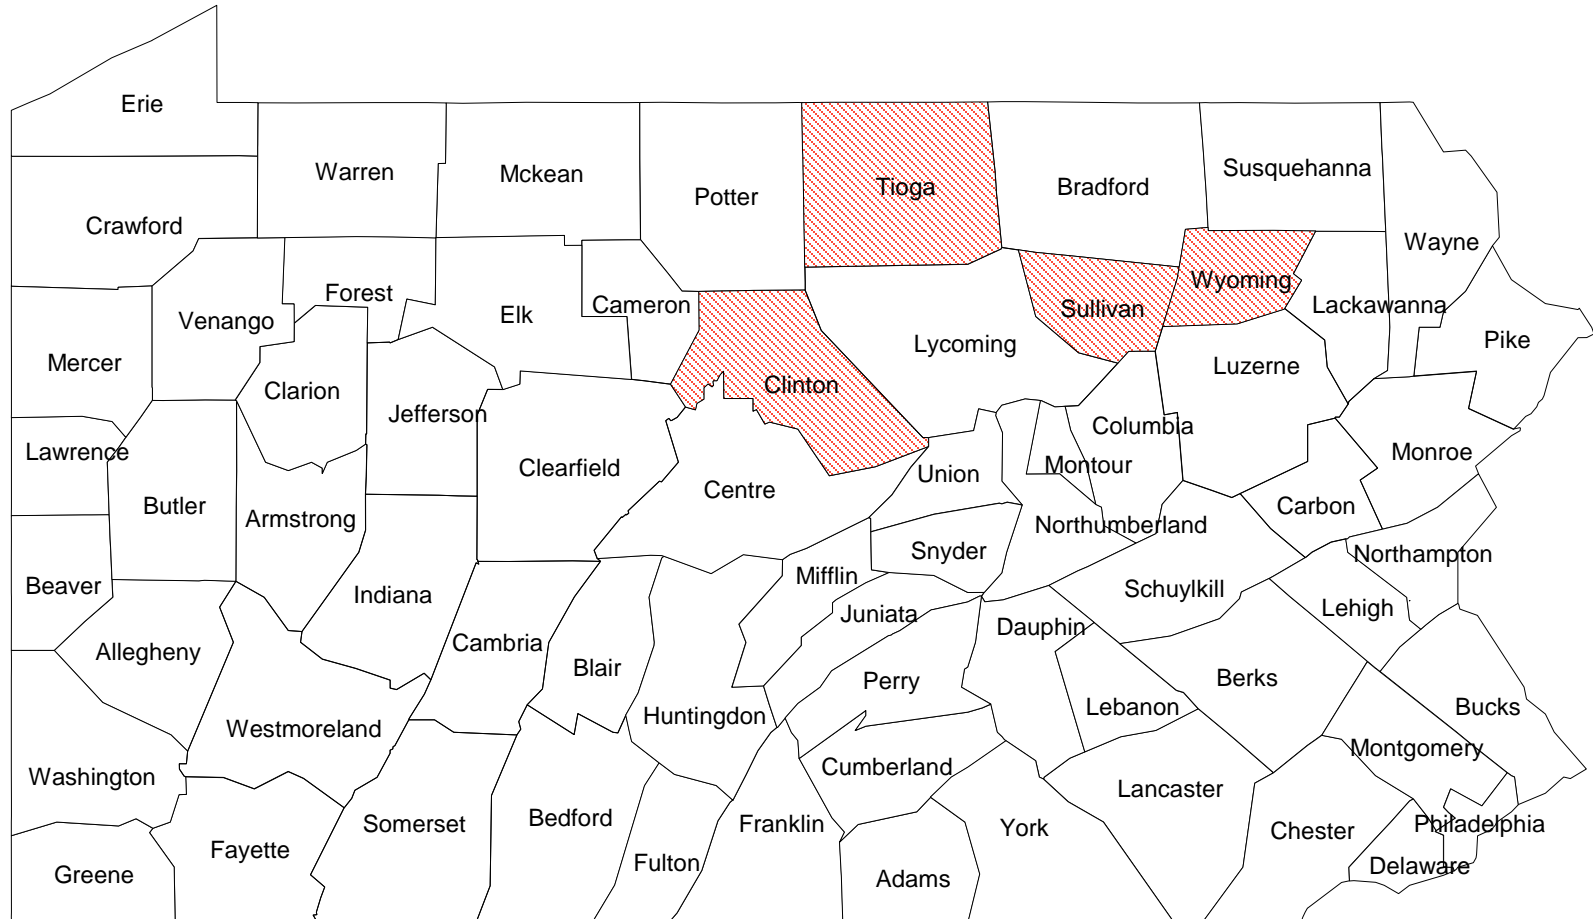 Erie
Warren
Mckean
Potter
Tioga
Bradford
Susquehanna
Wayne
Crawford
Venango
Forest
Elk
Cameron
Clinton
Lycoming
Sullivan
Wyoming
Lackawanna
Pike
Mercer
Clarion
Jefferson
Clearfield
Centre
Union
Montour
Columbia
Luzerne
Monroe
Lawrence
Butler
Armstrong
Northumberland
Carbon
Snyder
Northampton
Beaver
Indiana
Mifflin
Juniata
Schuylkill
Lehigh
Allegheny
Cambria
Blair
Dauphin
Perry
Berks
Westmoreland
Huntingdon
Lebanon
Bucks
Washington
Cumberland
Lancaster
Montgomery
Greene
Fayette
Somerset
Bedford
Fulton
Franklin
Adams
York
Chester
Philadelphia
Delaware